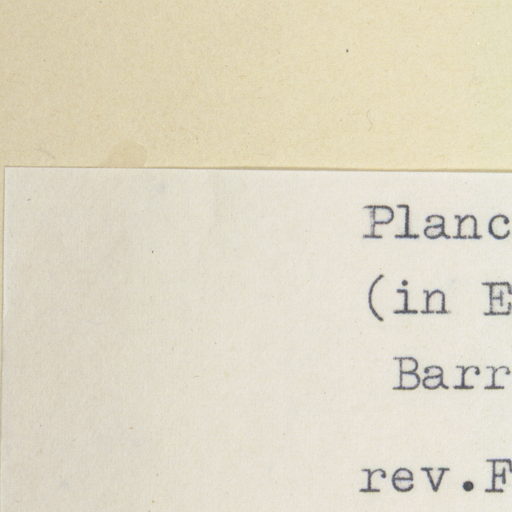 Planc
(in E
Barr
rev.F